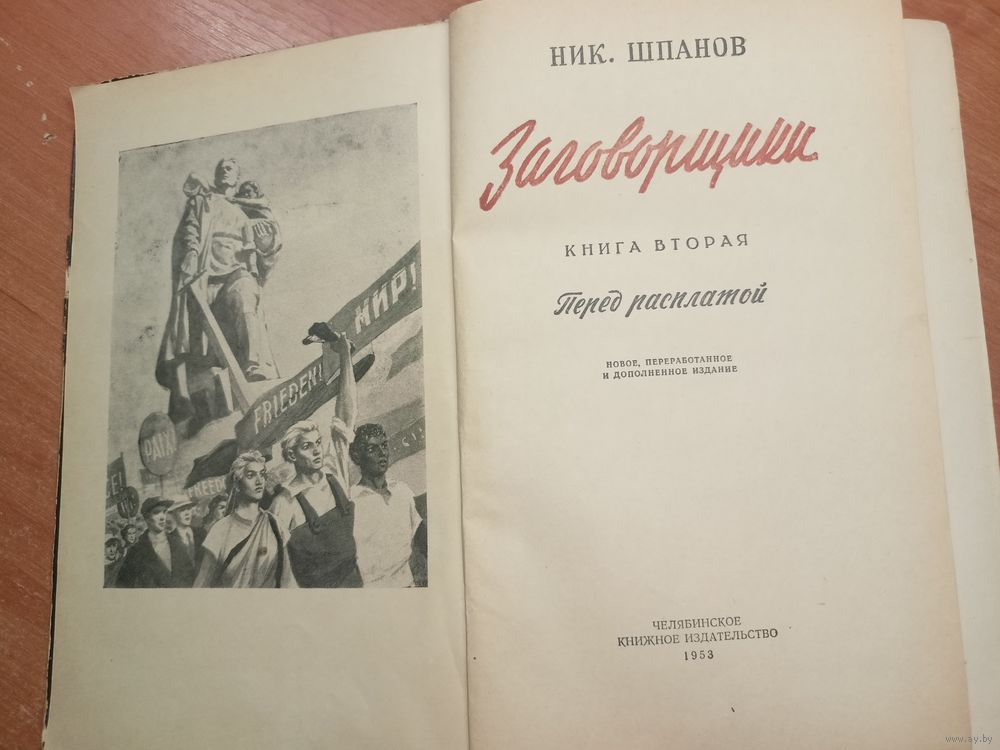 МИР!
FRIEDEN!
PAIX
НИК. ШПАНОВ
Заговорщики
КНИГА ВТОРАЯ
Перед расплатой
НОВОЕ, ПЕРЕРАБОТАННОЕ
И ДОПОЛНЕННОЕ ИЗДАНИЕ
ЧЕЛЯБИНСКОЕ
КНИЖНОЕ ИЗДАТЕЛЬСТВО
1953
www.ay.by